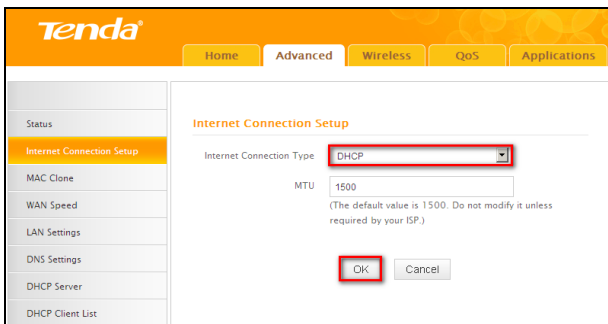 Tenda®
Home Advanced Wireless QoS Applications
Status
Internet Connection Setup
MAC Clone
WAN Speed
LAN Settings
DNS Settings
DHCP Server
DHCP Client List
Internet Connection Setup
Internet Connection Type DHCP
MTU 1500
(The default value is 1500. Do not modify it unless
required by your ISP.)
OK Cancel